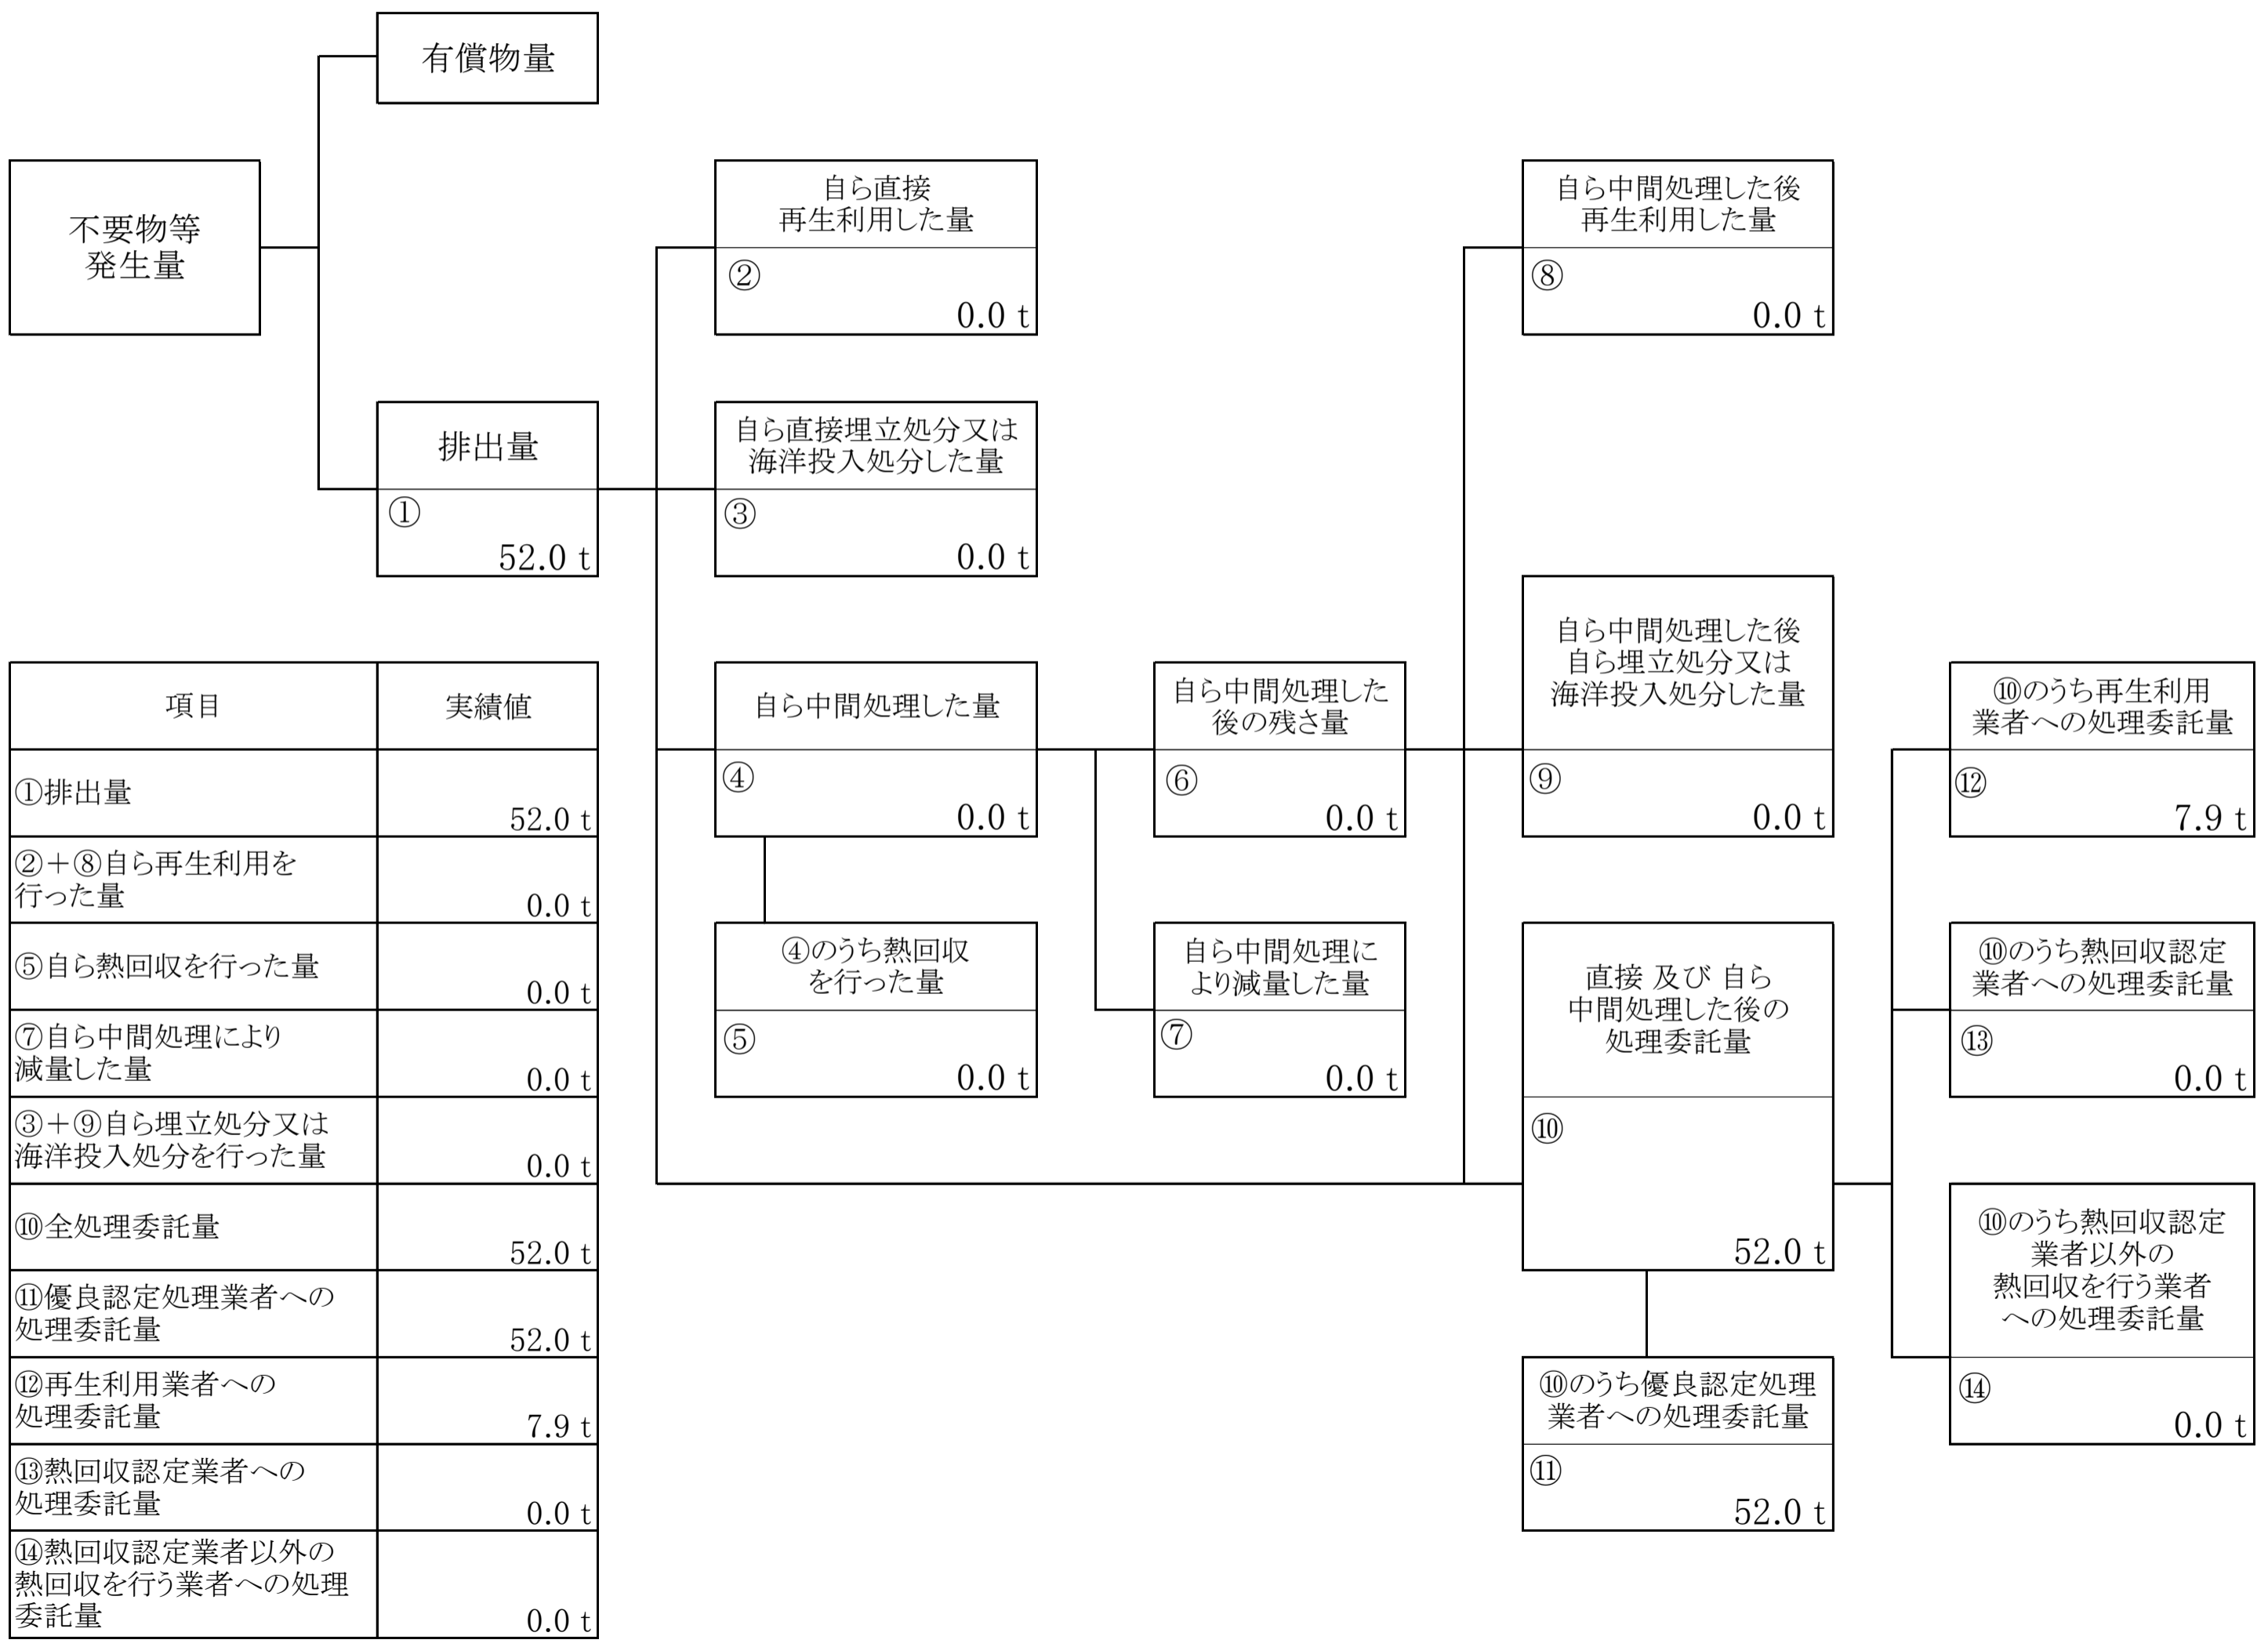 有償物量
不要物等
発生量
自ら直接
再生利用した量
②
0.0 t
自ら中間処理した後
再生利用した量
⑧
0.0 t
排出量
①
52.0 t
自ら直接埋立処分又は
海洋投入処分した量
③
0.0 t
自ら中間処理した量
④
0.0 t
自ら中間処理した
後の残さ量
⑥
0.0 t
自ら中間処理した後
自ら埋立処分又は
海洋投入処分した量
⑨
0.0 t
⑩のうち再生利用
業者への処理委託量
⑫
7.9 t
④のうち熱回収
を行った量
⑤
0.0 t
自ら中間処理に
より減量した量
⑦
0.0 t
直接 及び 自ら
中間処理した後の
処理委託量
⑩
52.0 t
⑩のうち熱回収認定
業者への処理委託量
⑬
0.0 t
⑩のうち熱回収認定
業者以外の
熱回収を行う業者
への処理委託量
⑭
0.0 t
⑩のうち優良認定処理
業者への処理委託量
⑪
52.0 t
項目 実績値
①排出量
52.0 t
②＋⑧自ら再生利用を
行った量
0.0 t
⑤自ら熱回収を行った量
0.0 t
⑦自ら中間処理により
減量した量
0.0 t
③＋⑨自ら埋立処分又は
海洋投入処分を行った量
0.0 t
⑩全処理委託量
52.0 t
⑪優良認定処理業者への
処理委託量
52.0 t
⑫再生利用業者への
処理委託量
7.9 t
⑬熱回収認定業者への
処理委託量
0.0 t
⑭熱回収認定業者以外の
熱回収を行う業者への処理
委託量
0.0 t